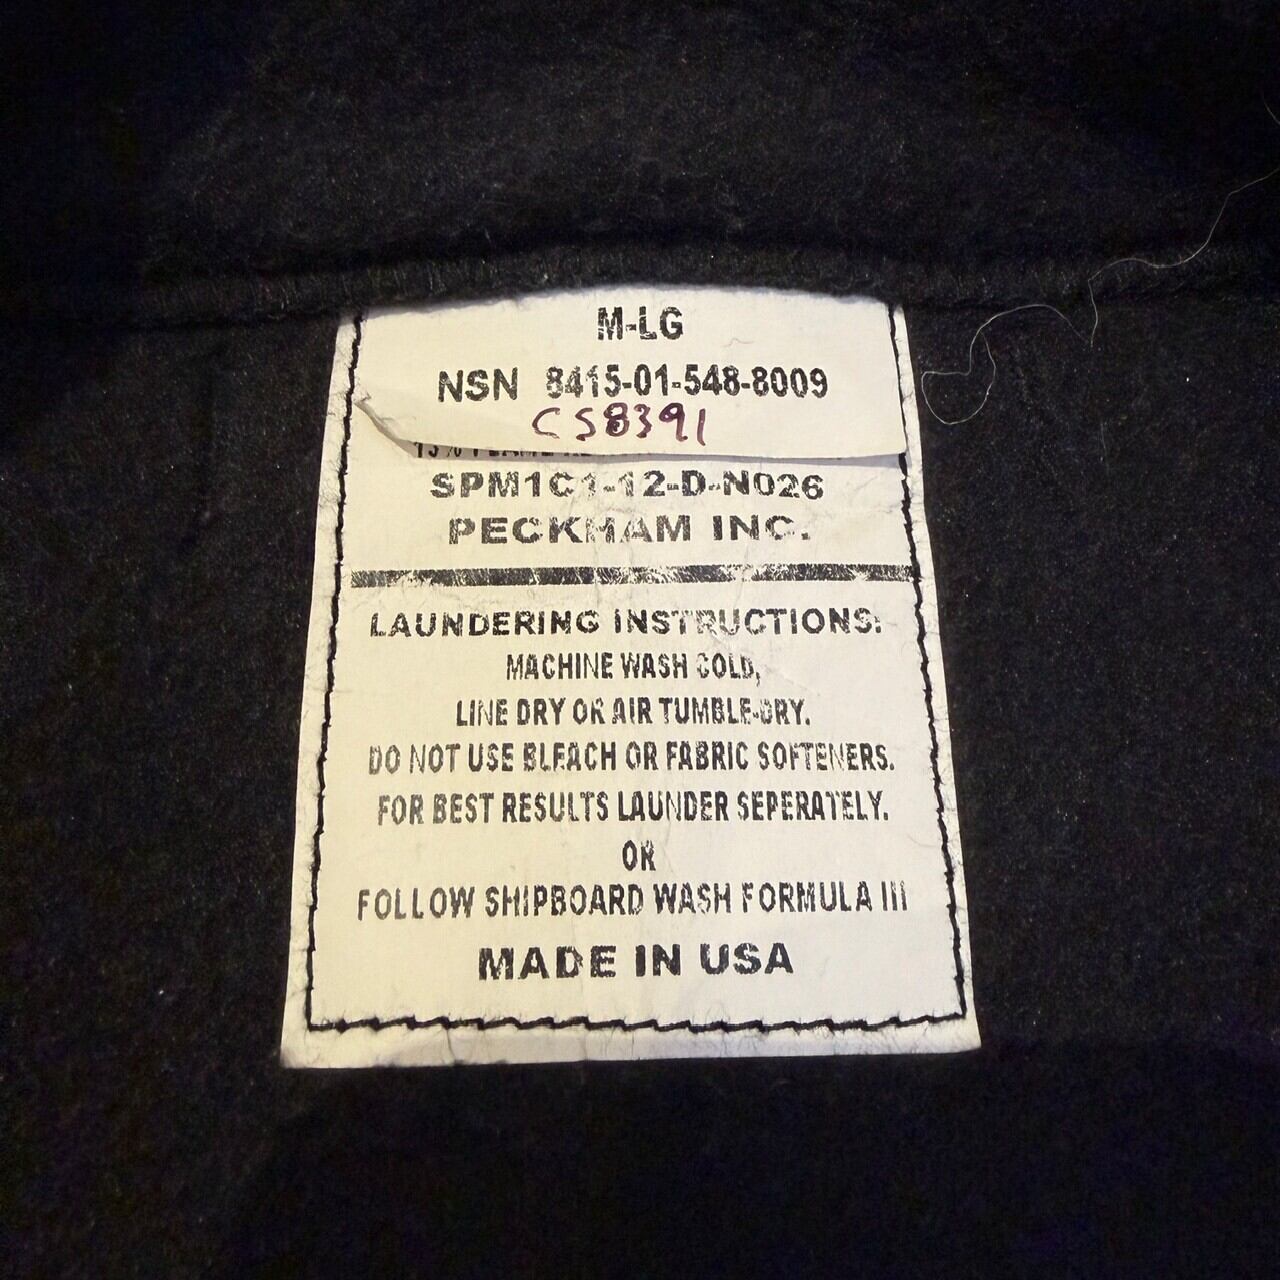 M-LG
NSN 8415-01-548-8009
CS8391
SPM1C1-12-D-N026
PECKHAM INC.
LAUNDERING INSTRUCTIONS:
MACHINE WASH COLD,
LINE DRY OR AIR TUMBLE-DRY.
DO NOT USE BLEACH OR FABRIC SOFTENERS.
FOR BEST RESULTS LAUNDER SEPERATELY.
OR
FOLLOW SHIPBOARD WASH FORMULA III
MADE IN USA